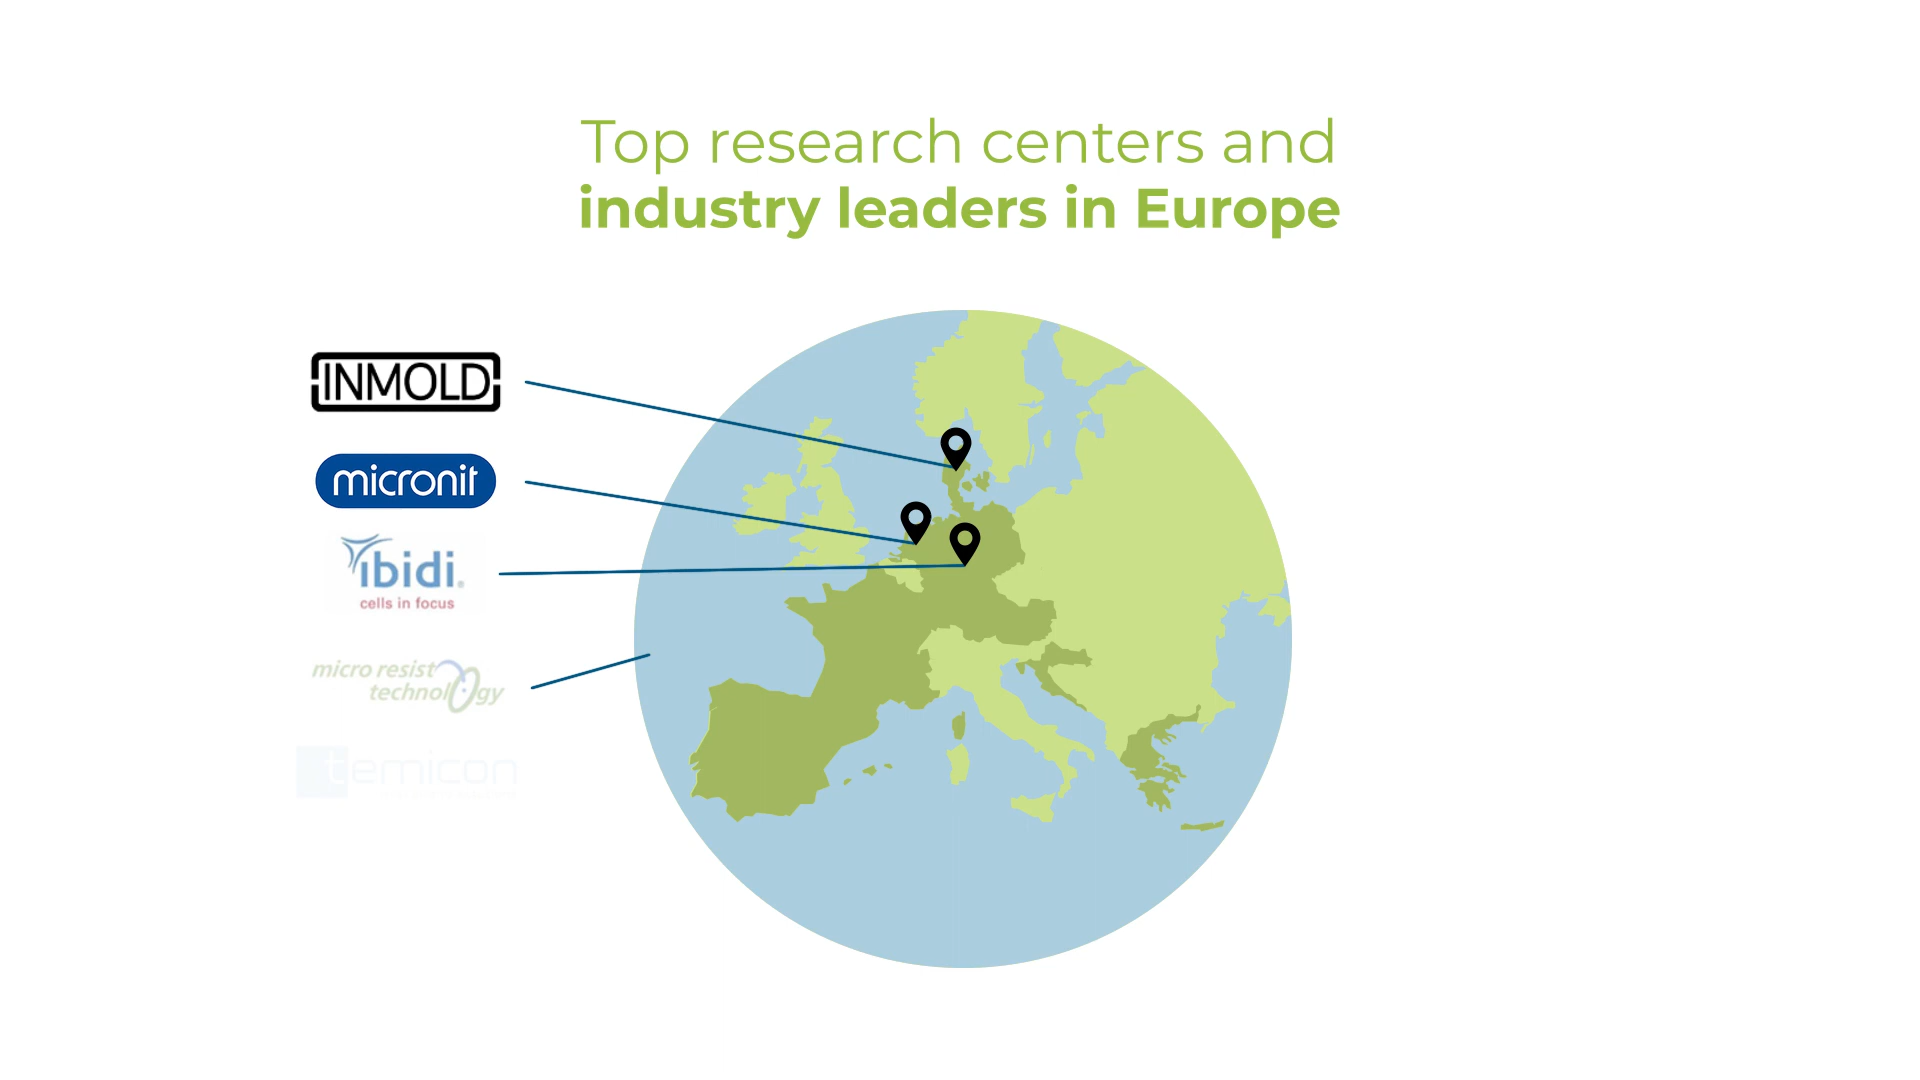 Top research centers and
industry leaders in Europe
INMOLD
micronit
ibidi
cells in focus
micro resist
technology
temicon